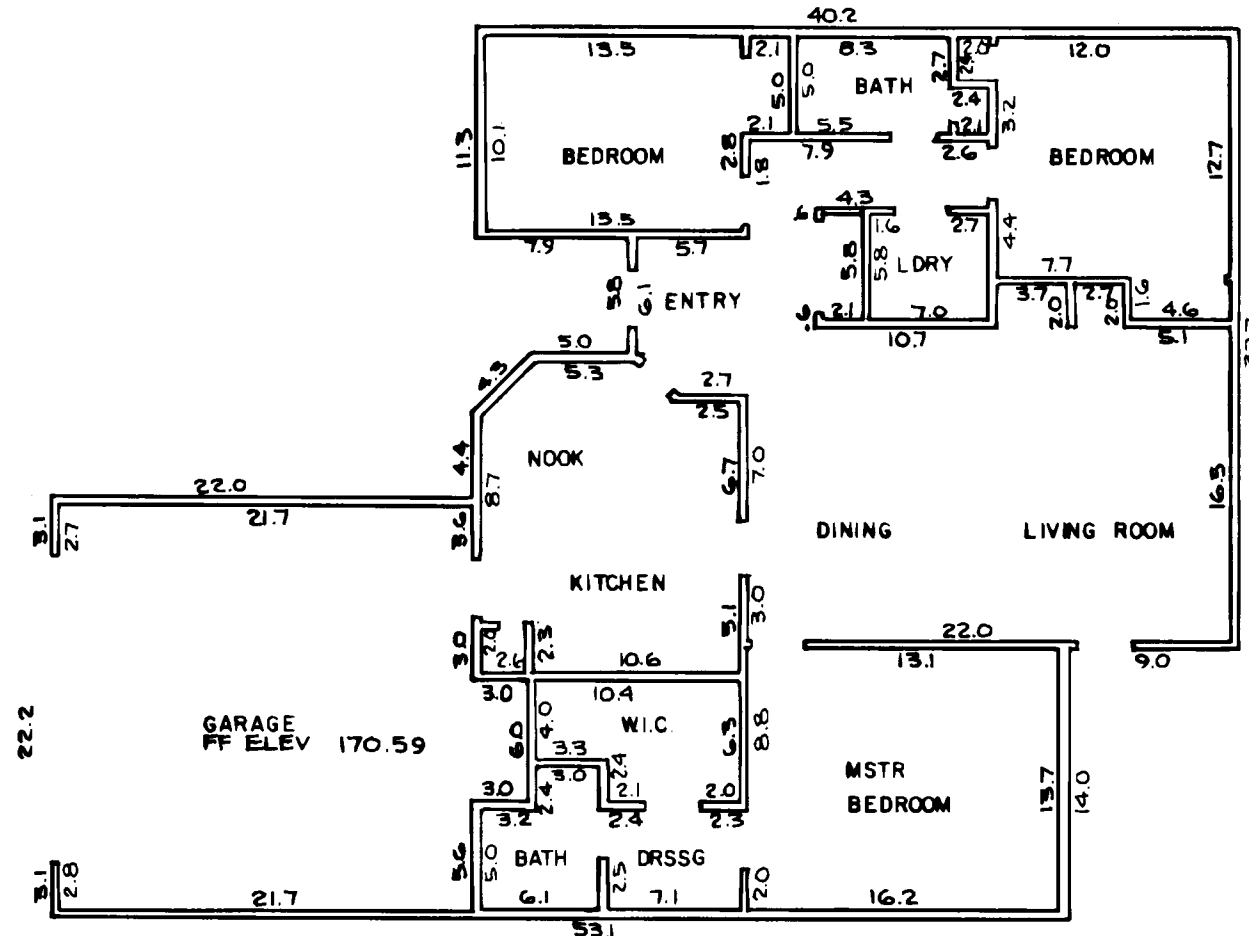 40.2
13.5 2.1 8.3 2.0 12.0
5.0 5.0 BATH 2.7 2.4
2.4 3.2
11.3 10.1 2.1 5.5 2.1
BEDROOM 2.8 1.8 7.9 2.6 BEDROOM 12.7
13.5 .6 4.3 1.6 2.7 4.4
7.9 5.7
5.8 5.8 LDRY
5.8 6.1 ENTRY
7.7
3.7 2.7 1.6
2.0 2.0
.6 2.1 7.0 4.6
10.7 5.1
5.0
5.3
4.3
2.7
2.5
4.4 NOOK 6.7 7.0
8.7 16.5
22.0
21.7
3.1 2.7 3.6
DINING LIVING ROOM
KITCHEN
5.1 3.0
3.0 2.0 2.6 2.3 10.6 22.0
13.1 9.0
3.0 10.4
GARAGE
FF ELEV 170.59
22.2
6.0 4.0 W.I.C. 6.3 8.8
3.3
3.0 2.4
MSTR
BEDROOM
13.7 14.0
3.0 2.4 2.1 2.0
3.2 2.4 2.3
5.6 5.0 BATH DRSSG
3.1 2.8 2.5 2.0
21.7 6.1 7.1 16.2
53.1